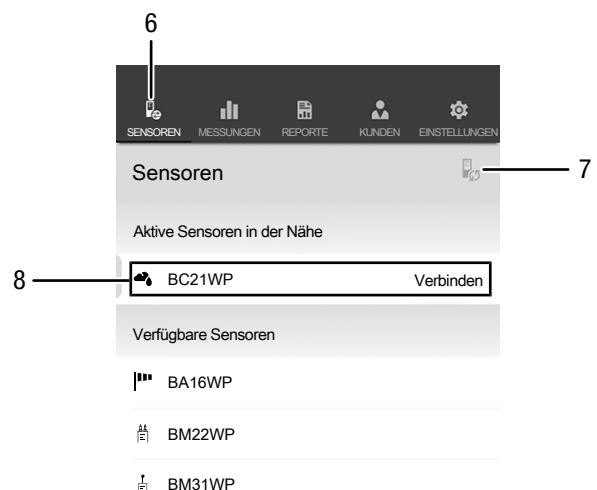 6
SENSOREN MESSUNGEN REPORTE KUNDEN EINSTELLUNGEN
Sensoren
7
Aktive Sensoren in der Nähe
8
BC21WP Verbinden
Verfügbare Sensoren
BA16WP
BM22WP
BM31WP